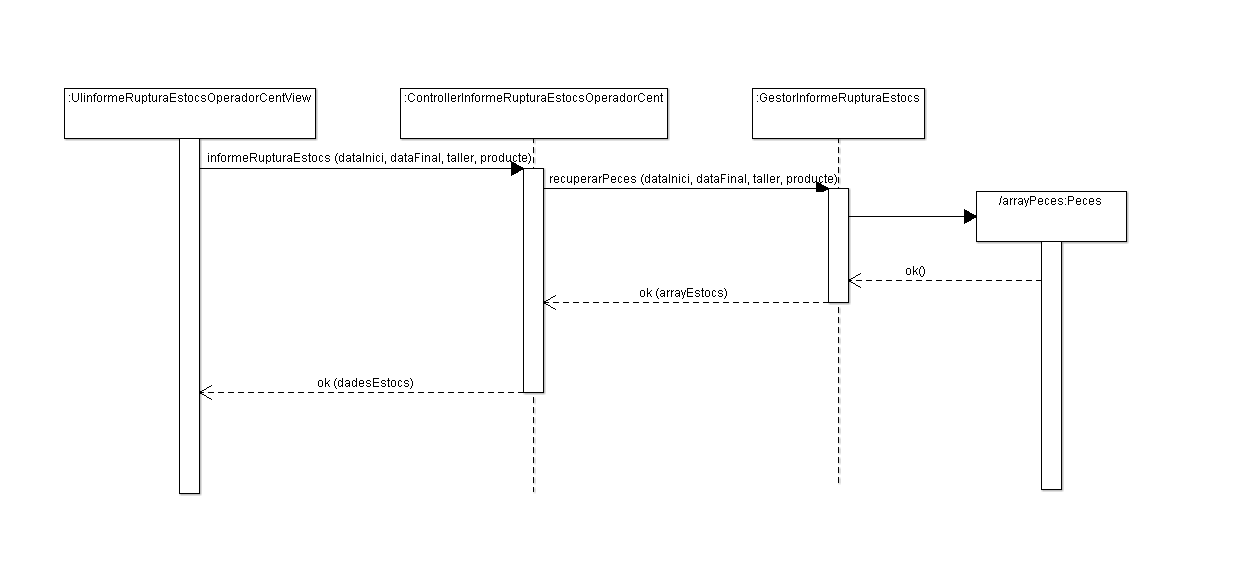 :UIinformeRupturaEstocsOperadorCentView
:ControllerInformeRupturaEstocsOperadorCent
:GestorInformeRupturaEstocs
informeRupturaEstocs (dataInici, dataFinal, taller, producte)
recuperarPeces (dataInici, dataFinal, taller, producte)
/arrayPeces:Peces
ok()
ok (arrayEstocs)
ok (dadesEstocs)